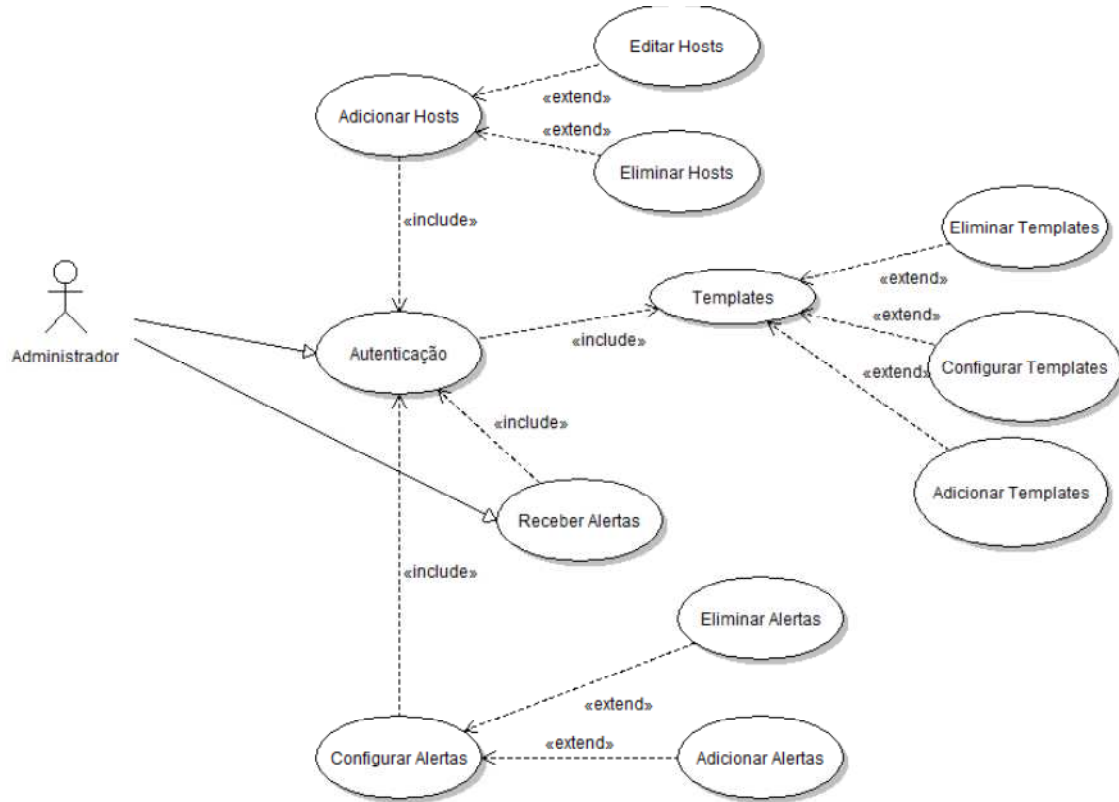 Editar Hosts
«extend»
Adicionar Hosts
«extend»
Eliminar Hosts
«include»
Eliminar Templates
«extend»
Templates
«extend»
Administrador
Autenticação
«include»
Configurar Templates
«extend»
«include»
Adicionar Templates
Receber Alertas
«include»
Eliminar Alertas
«extend»
«extend»
Configurar Alertas
Adicionar Alertas